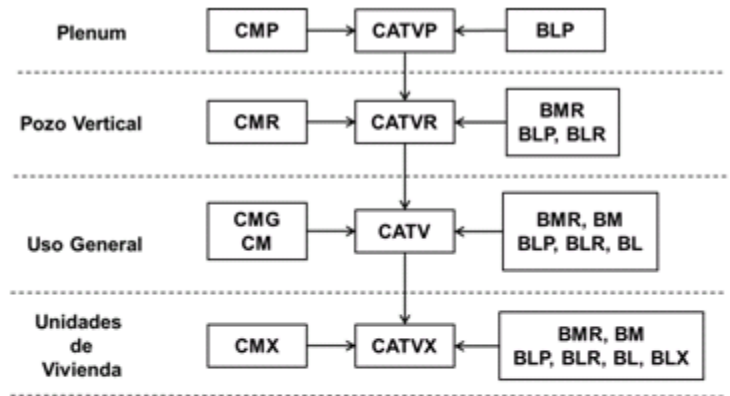 Plenum
CMP
CATVP
BLP
Pozo Vertical
CMR
CATVR
BMR
BLP, BLR
Uso General
CMG
CM
CATV
BMR, BM
BLP, BLR, BL
Unidades
de
Vivienda
CMX
CATVX
BMR, BM
BLP, BLR, BL, BLX